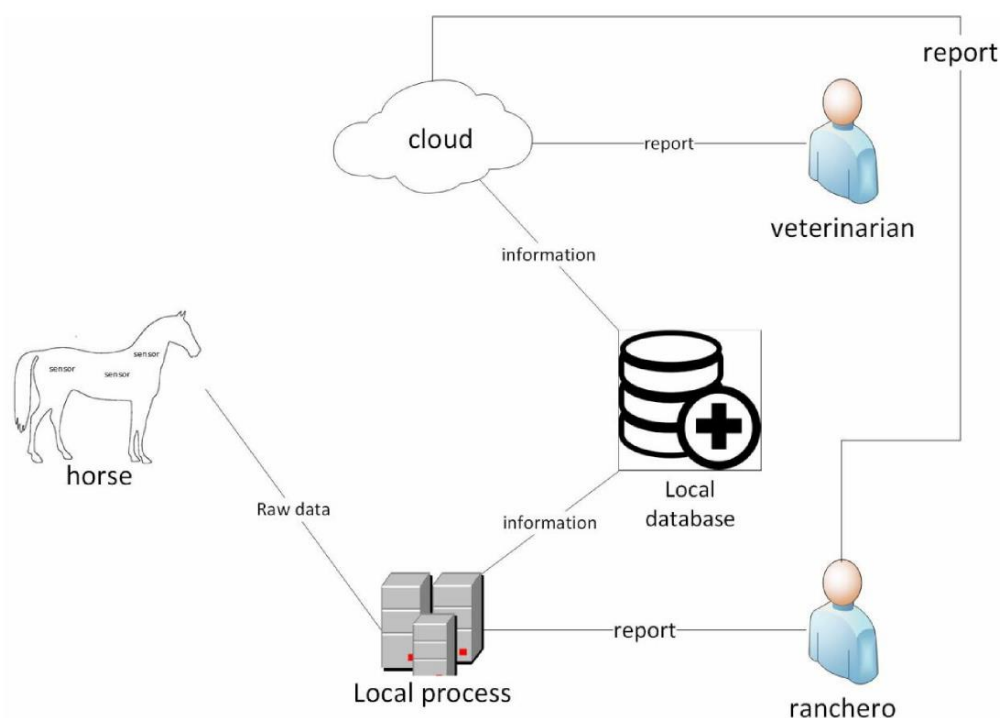 report
cloud
report
veterinarian
information
sensor
sensor
sensor
horse
Local
database
Raw data
information
report
Local process
ranchero